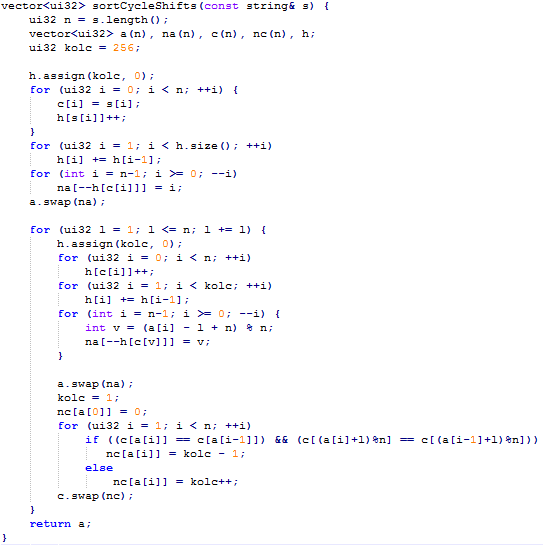 vector<ui32> sortCycleShifts(const string& s) {
    ui32 n = s.length();
    vector<ui32> a(n), na(n), c(n), nc(n), h;
    ui32 kolc = 256;

    h.assign(kolc, 0);
    for (ui32 i = 0; i < n; ++i) {
        c[i] = s[i];
        h[s[i]]++;
    }
    for (ui32 i = 1; i < h.size(); ++i)
        h[i] += h[i-1];
    for (int i = n-1; i >= 0; --i)
        na[--h[c[i]]] = i;
    a.swap(na);

    for (ui32 l = 1; l <= n; l += l) {
        h.assign(kolc, 0);
        for (ui32 i = 0; i < n; ++i)
            h[c[i]]++;
        for (ui32 i = 1; i < kolc; ++i)
            h[i] += h[i-1];
        for (int i = n-1; i >= 0; --i) {
            int v = (a[i] - l + n) % n;
            na[--h[c[v]]] = v;
        }

        a.swap(na);
        kolc = 1;
        nc[a[0]] = 0;
        for (ui32 i = 1; i < n; ++i)
            if ((c[a[i]] == c[a[i-1]]) && (c[(a[i]+l)%n] == c[(a[i-1]+l)%n]))
                nc[a[i]] = kolc - 1;
            else
                nc[a[i]] = kolc++;
        c.swap(nc);
    }
    return a;
}